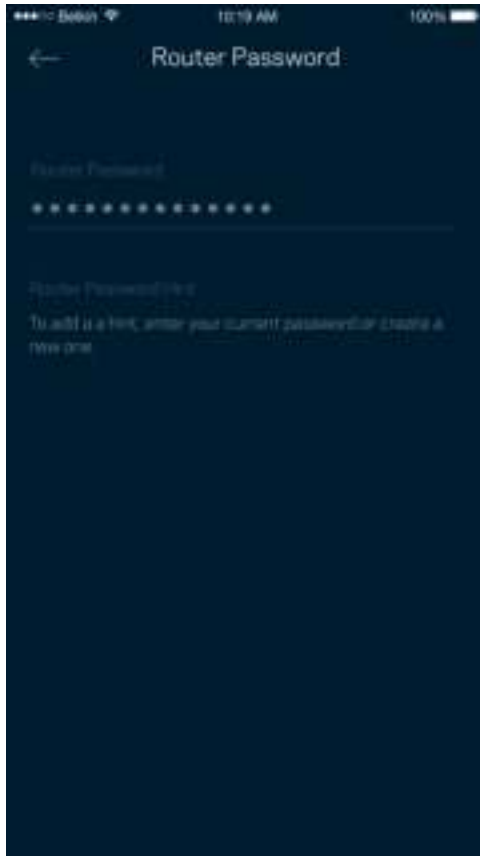 Belkin 10:19 AM 100%
Router Password
Router Password
••••••••••••••
Router Password Hint
To add a a hint, enter your current password or create a
new one